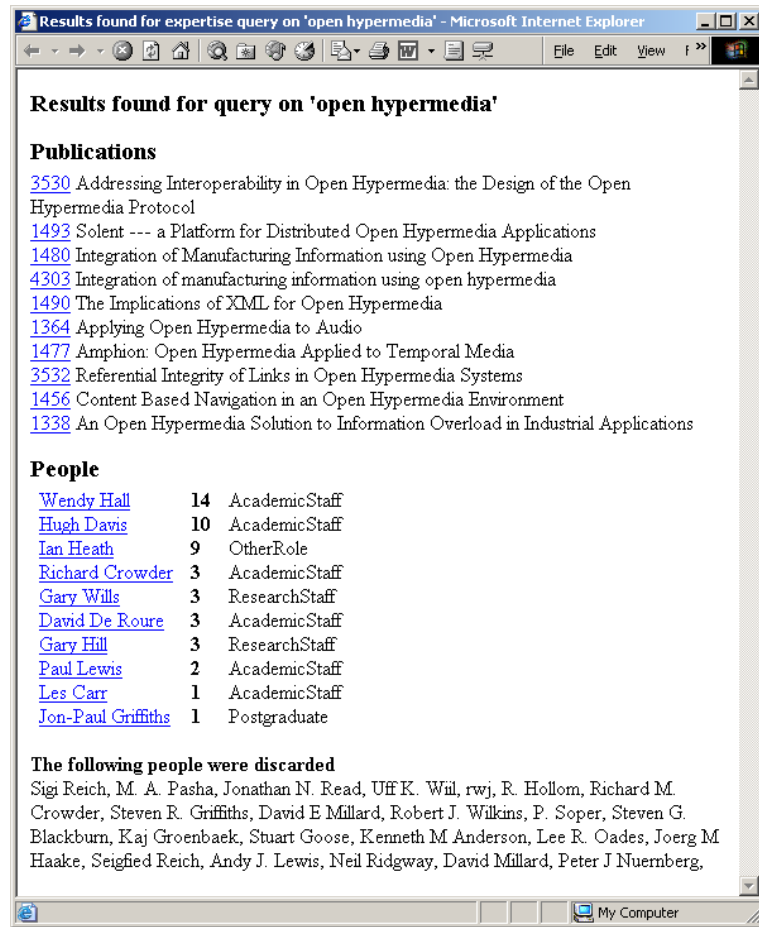 Results found for expertise query on 'open hypermedia' - Microsoft Internet Explorer
File Edit View F »
Results found for query on 'open hypermedia'
Publications
3530 Addressing Interoperability in Open Hypermedia: the Design of the Open
Hypermedia Protocol
1493 Solent --- a Platform for Distributed Open Hypermedia Applications
1480 Integration of Manufacturing Information using Open Hypermedia
4303 Integration of manufacturing information using open hypermedia
1490 The Implications of XML for Open Hypermedia
1364 Applying Open Hypermedia to Audio
1477 Amphion: Open Hypermedia Applied to Temporal Media
3532 Referential Integrity of Links in Open Hypermedia Systems
1456 Content Based Navigation in an Open Hypermedia Environment
1338 An Open Hypermedia Solution to Information Overload in Industrial Applications
People
Wendy Hall 14 AcademicStaff
Hugh Davis 10 AcademicStaff
Ian Heath 9 OtherRole
Richard Crowder 3 AcademicStaff
Gary Wills 3 ResearchStaff
David De Roure 3 AcademicStaff
Gary Hill 3 ResearchStaff
Paul Lewis 2 AcademicStaff
Les Carr 1 AcademicStaff
Jon-Paul Griffiths 1 Postgraduate
The following people were discarded
Sigi Reich, M. A. Pasha, Jonathan N. Read, Uff K. Wiil, rwj, R. Hollom, Richard M.
Crowder, Steven R. Griffiths, David E Millard, Robert J. Wilkins, P. Soper, Steven G.
Blackburn, Kaj Groenbaek, Stuart Goose, Kenneth M Anderson, Lee R. Oades, Joerg M
Haake, Seigfied Reich, Andy J. Lewis, Neil Ridgway, David Millard, Peter J Nuernberg,
My Computer